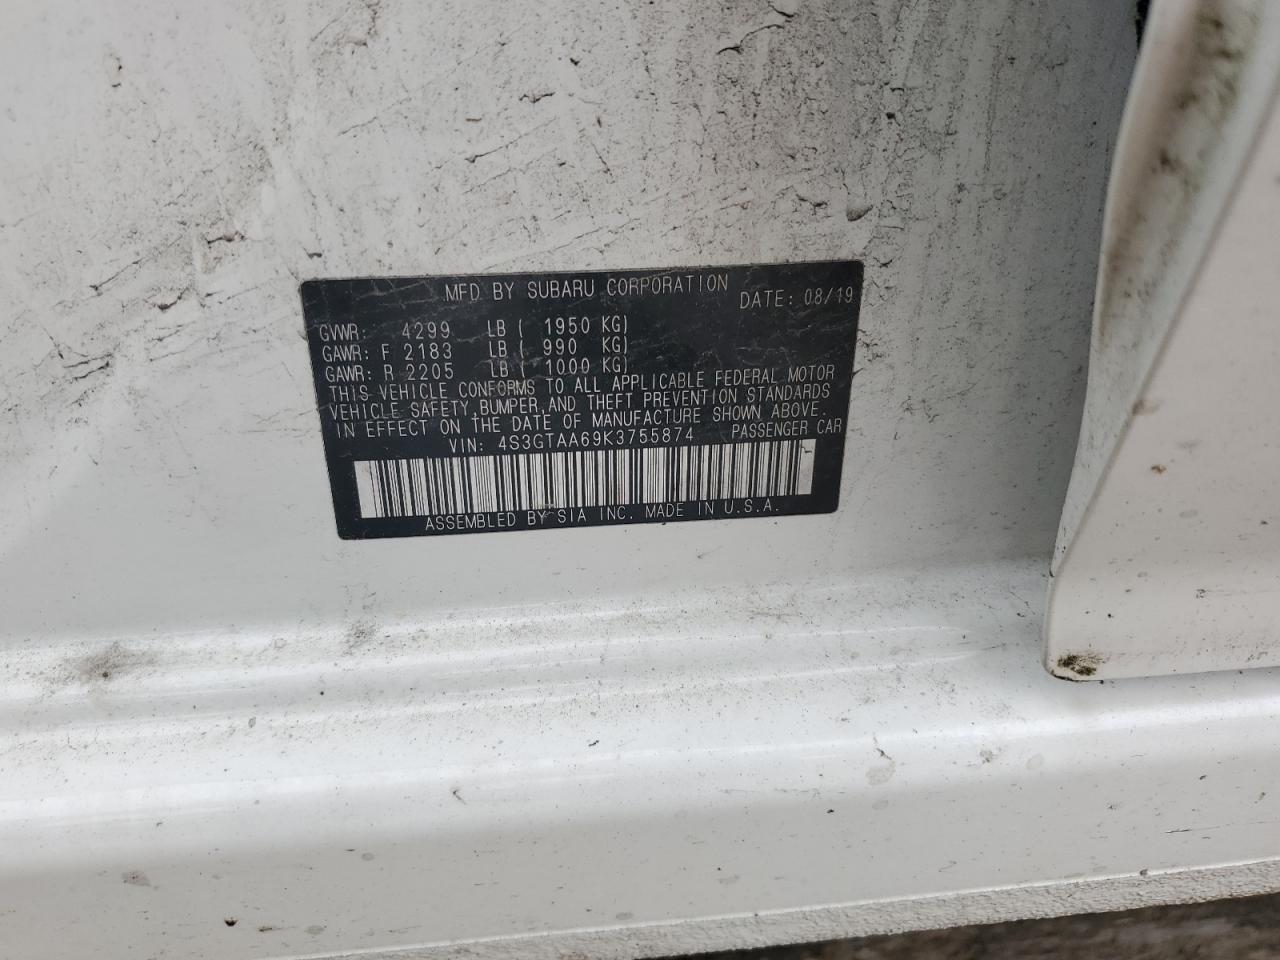 MFD BY SUBARU CORPORATION
DATE: 08/19
GVWR: 4299 LB ( 1950 KG)
GAWR: F 2183 LB ( 990 KG)
GAWR: R 2205 LB ( 1000 KG)
THIS VEHICLE CONFORMS TO ALL APPLICABLE FEDERAL MOTOR
VEHICLE SAFETY, BUMPER, AND THEFT PREVENTION STANDARDS
IN EFFECT ON THE DATE OF MANUFACTURE SHOWN ABOVE.
VIN: 4S3GTAA69K3755874 PASSENGER CAR
ASSEMBLED BY SIA INC. MADE IN U.S.A.